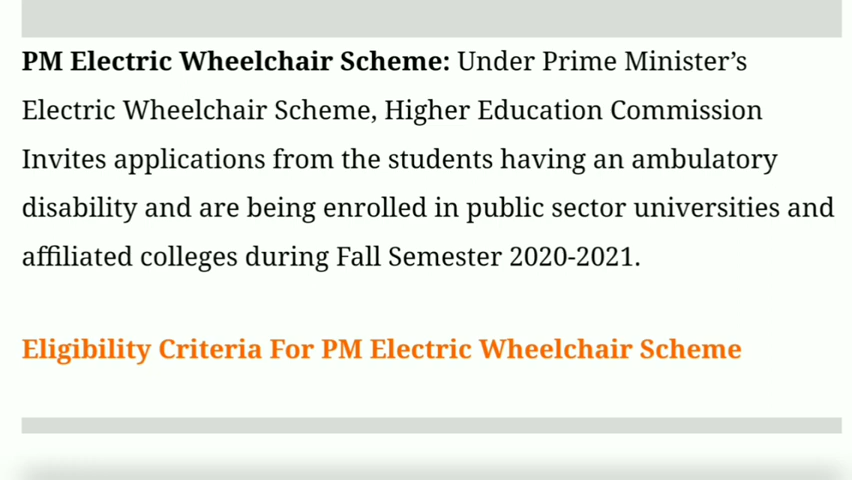 PM Electric Wheelchair Scheme: Under Prime Minister’s
Electric Wheelchair Scheme, Higher Education Commission
Invites applications from the students having an ambulatory
disability and are being enrolled in public sector universities and
affiliated colleges during Fall Semester 2020-2021.
Eligibility Criteria For PM Electric Wheelchair Scheme